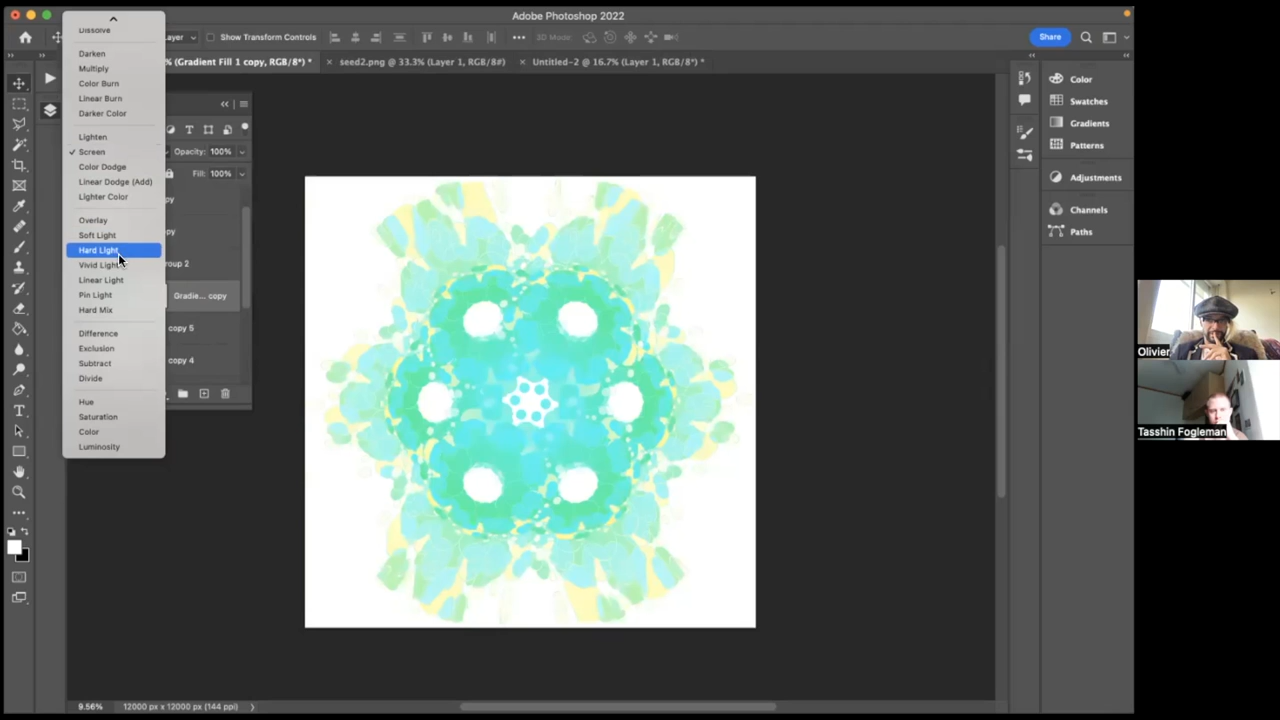 Adobe Photoshop 2022
Layer
Show Transform Controls
3D Mode:
Share
% (Gradient Fill 1 copy, RGB/8*) *
seed2.png @ 33.3% (Layer 1, RGB/8#)
Untitled-2 @ 16.7% (Layer 1, RGB/8*) *
Dissolve
Darken
Multiply
Color Burn
Linear Burn
Darker Color
Lighten
Screen
Color Dodge
Linear Dodge (Add)
Lighter Color
Overlay
Soft Light
Hard Light
Vivid Light
Linear Light
Pin Light
Hard Mix
Difference
Exclusion
Subtract
Divide
Hue
Saturation
Color
Luminosity
Opacity: 100%
Fill: 100%
py
py
roup 2
Gradie... copy
copy 5
copy 4
Color
Swatches
Gradients
Patterns
Adjustments
Channels
Paths
Olivier
Tasshin Fogleman
9.56%
12000 px x 12000 px (144 ppi)